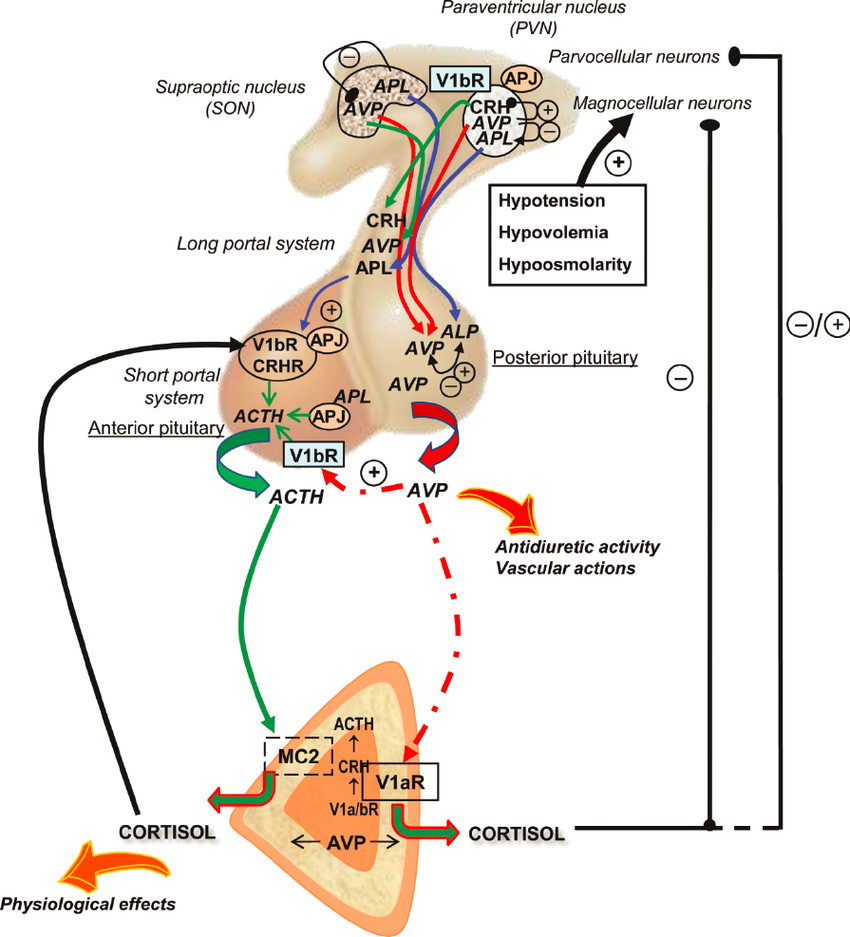 Paraventricular nucleus
(PVN)
Parvocellular neurons
Supraoptic nucleus
(SON)
APL
AVP
V1bR
APJ
CRH
AVP
APL
Magnocellular neurons
Hypotension
Hypovolemia
Hypoosmolarity
Long portal system
CRH
AVP
APL
V1bR
CRHR
APJ
AVP
ALP
AVP
Posterior pituitary
Short portal
system
Anterior pituitary
ACTH
APL
APJ
V1bR
ACTH
AVP
Antidiuretic activity
Vascular actions
−
+
−
+
+
−
+
−
+
−/+
−
+
MC2
ACTH
↑
CRH
↑
V1a/bR
V1aR
AVP
CORTISOL
CORTISOL
Physiological effects